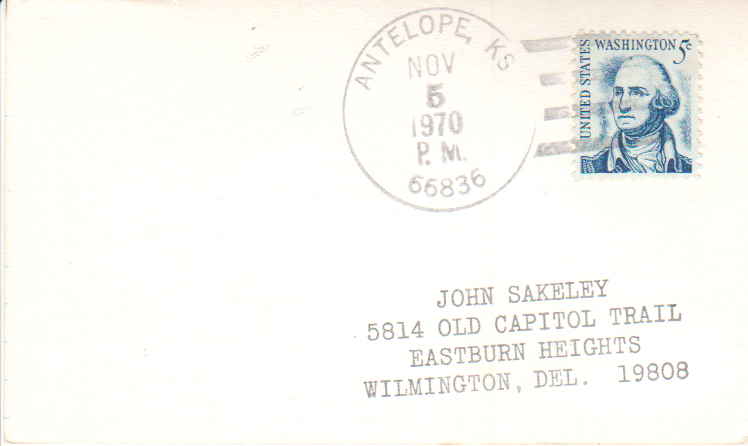 ANTELOPE, KS
NOV
5
1970
P. M.
66836
UNITED STATES
WASHINGTON 5c
JOHN SAKELEY
5814 OLD CAPITOL TRAIL
EASTBURN HEIGHTS
WILMINGTON, DEL. 19808